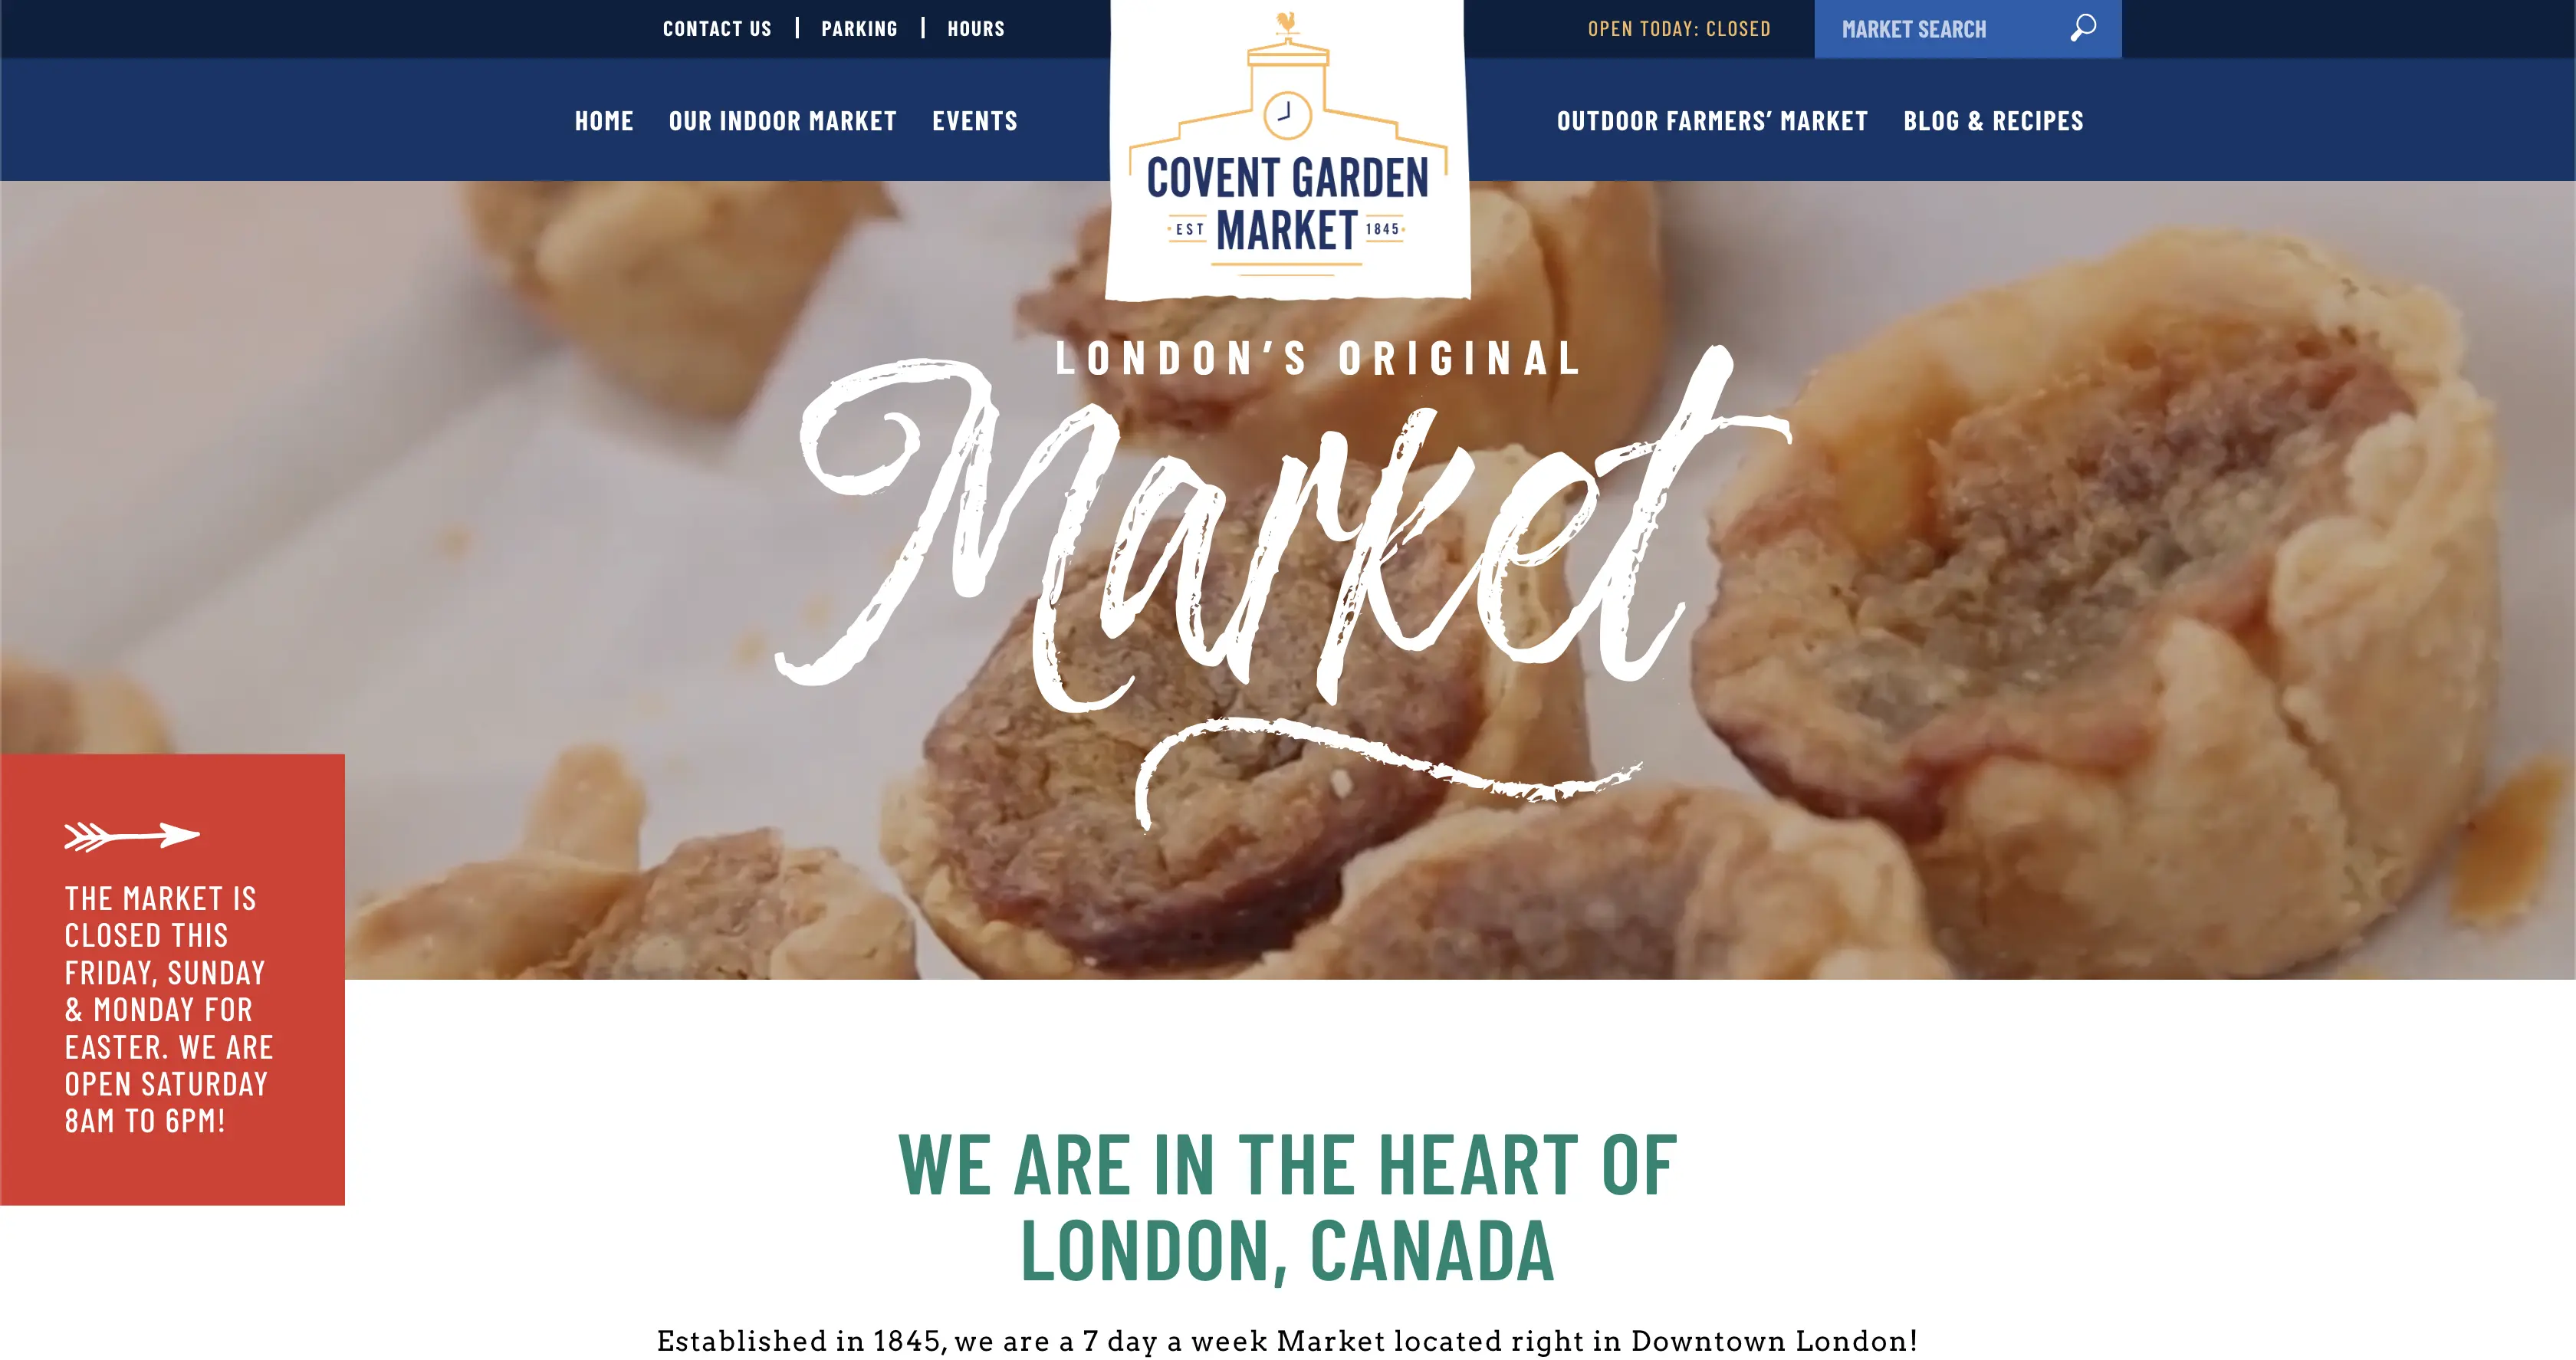 CONTACT US | PARKING | HOURS
OPEN TODAY: CLOSED
MARKET SEARCH
HOME OUR INDOOR MARKET EVENTS
OUTDOOR FARMERS' MARKET BLOG & RECIPES
COVENT GARDEN
EST MARKET 1845
LONDON'S ORIGINAL
Market
THE MARKET IS
CLOSED THIS
FRIDAY, SUNDAY
& MONDAY FOR
EASTER. WE ARE
OPEN SATURDAY
8AM TO 6PM!
WE ARE IN THE HEART OF
LONDON, CANADA
Established in 1845, we are a 7 day a week Market located right in Downtown London!